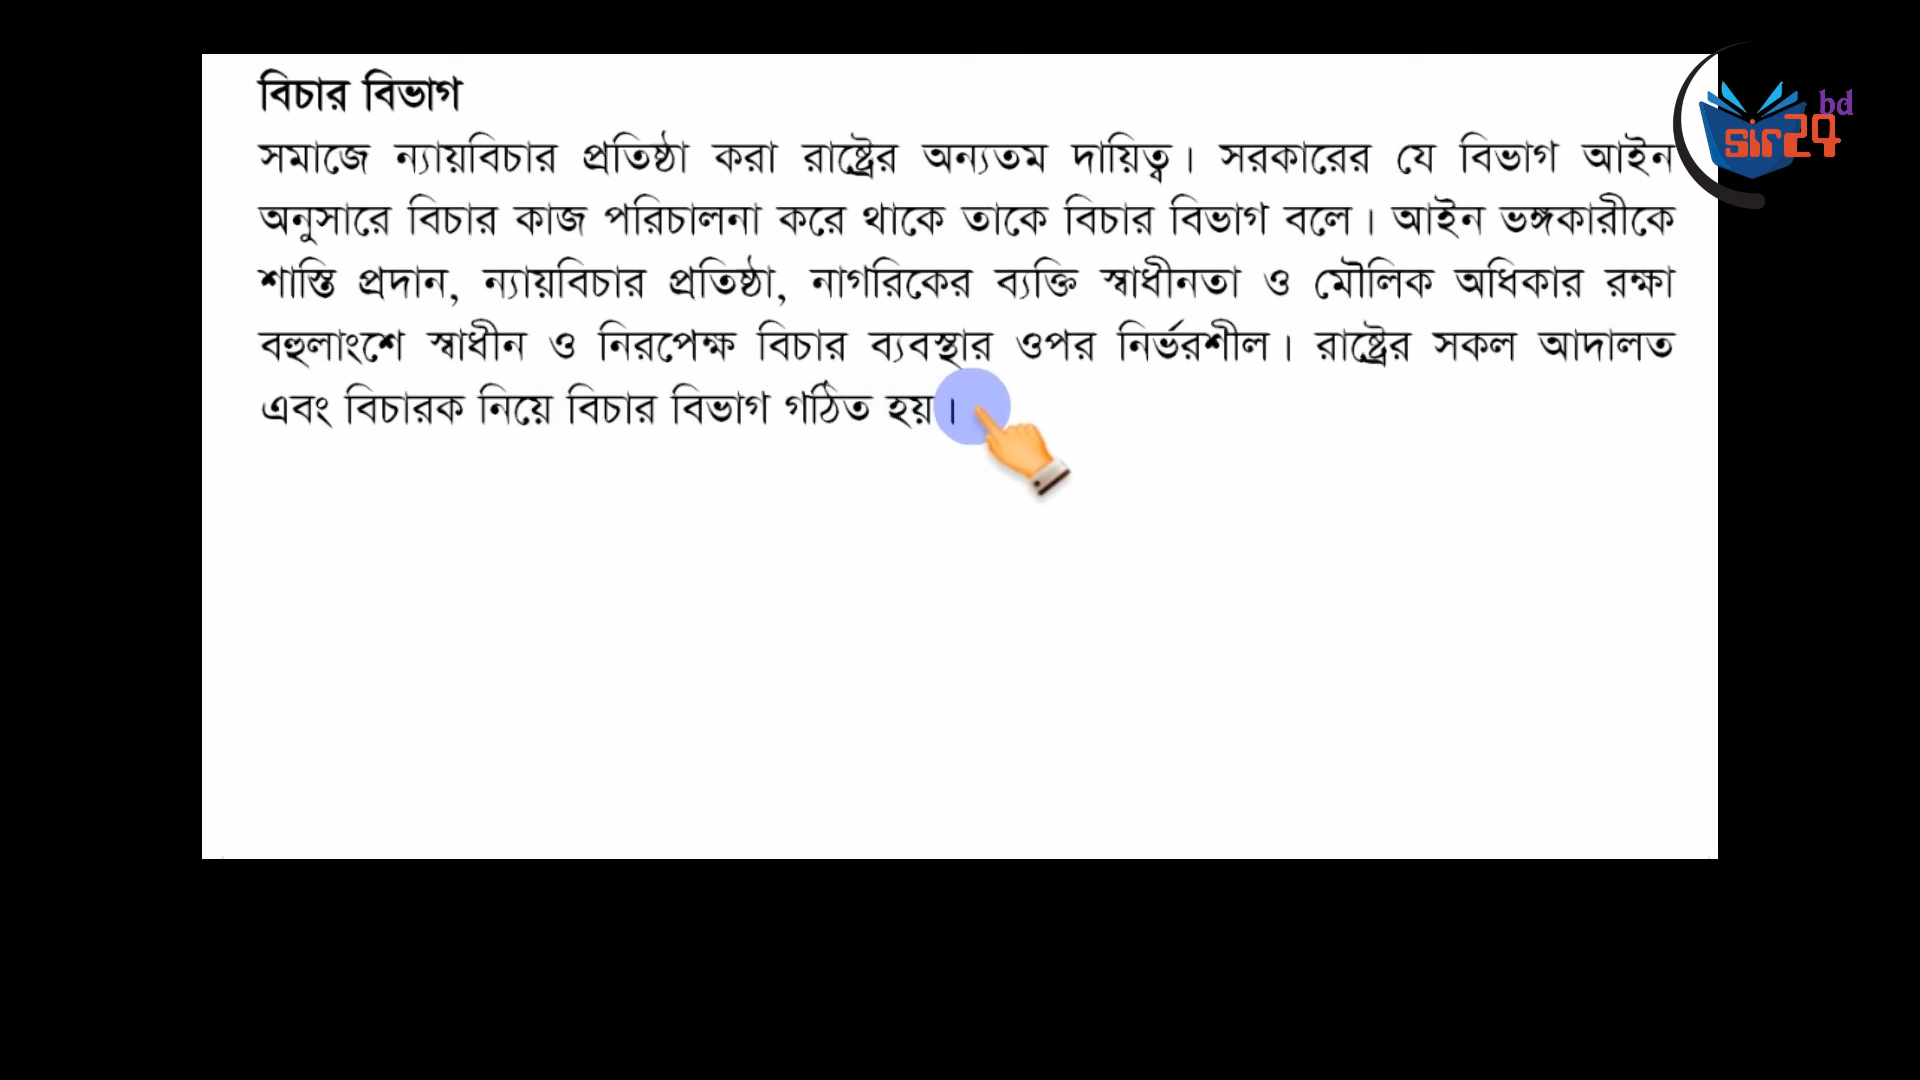 বিচার বিভাগ
সমাজে ন্যায়বিচার প্রতিষ্ঠা করা রাষ্ট্রের অন্যতম দায়িত্ব। সরকারের যে বিভাগ আইন
অনুসারে বিচার কাজ পরিচালনা করে থাকে তাকে বিচার বিভাগ বলে। আইন ভঙ্গকারীকে
শাস্তি প্রদান, ন্যায়বিচার প্রতিষ্ঠা, নাগরিকের ব্যক্তি স্বাধীনতা ও মৌলিক অধিকার রক্ষা
বহুলাংশে স্বাধীন ও নিরপেক্ষ বিচার ব্যবস্থার ওপর নির্ভরশীল। রাষ্ট্রের সকল আদালত
এবং বিচারক নিয়ে বিচার বিভাগ গঠিত হয়।
bd
sir24